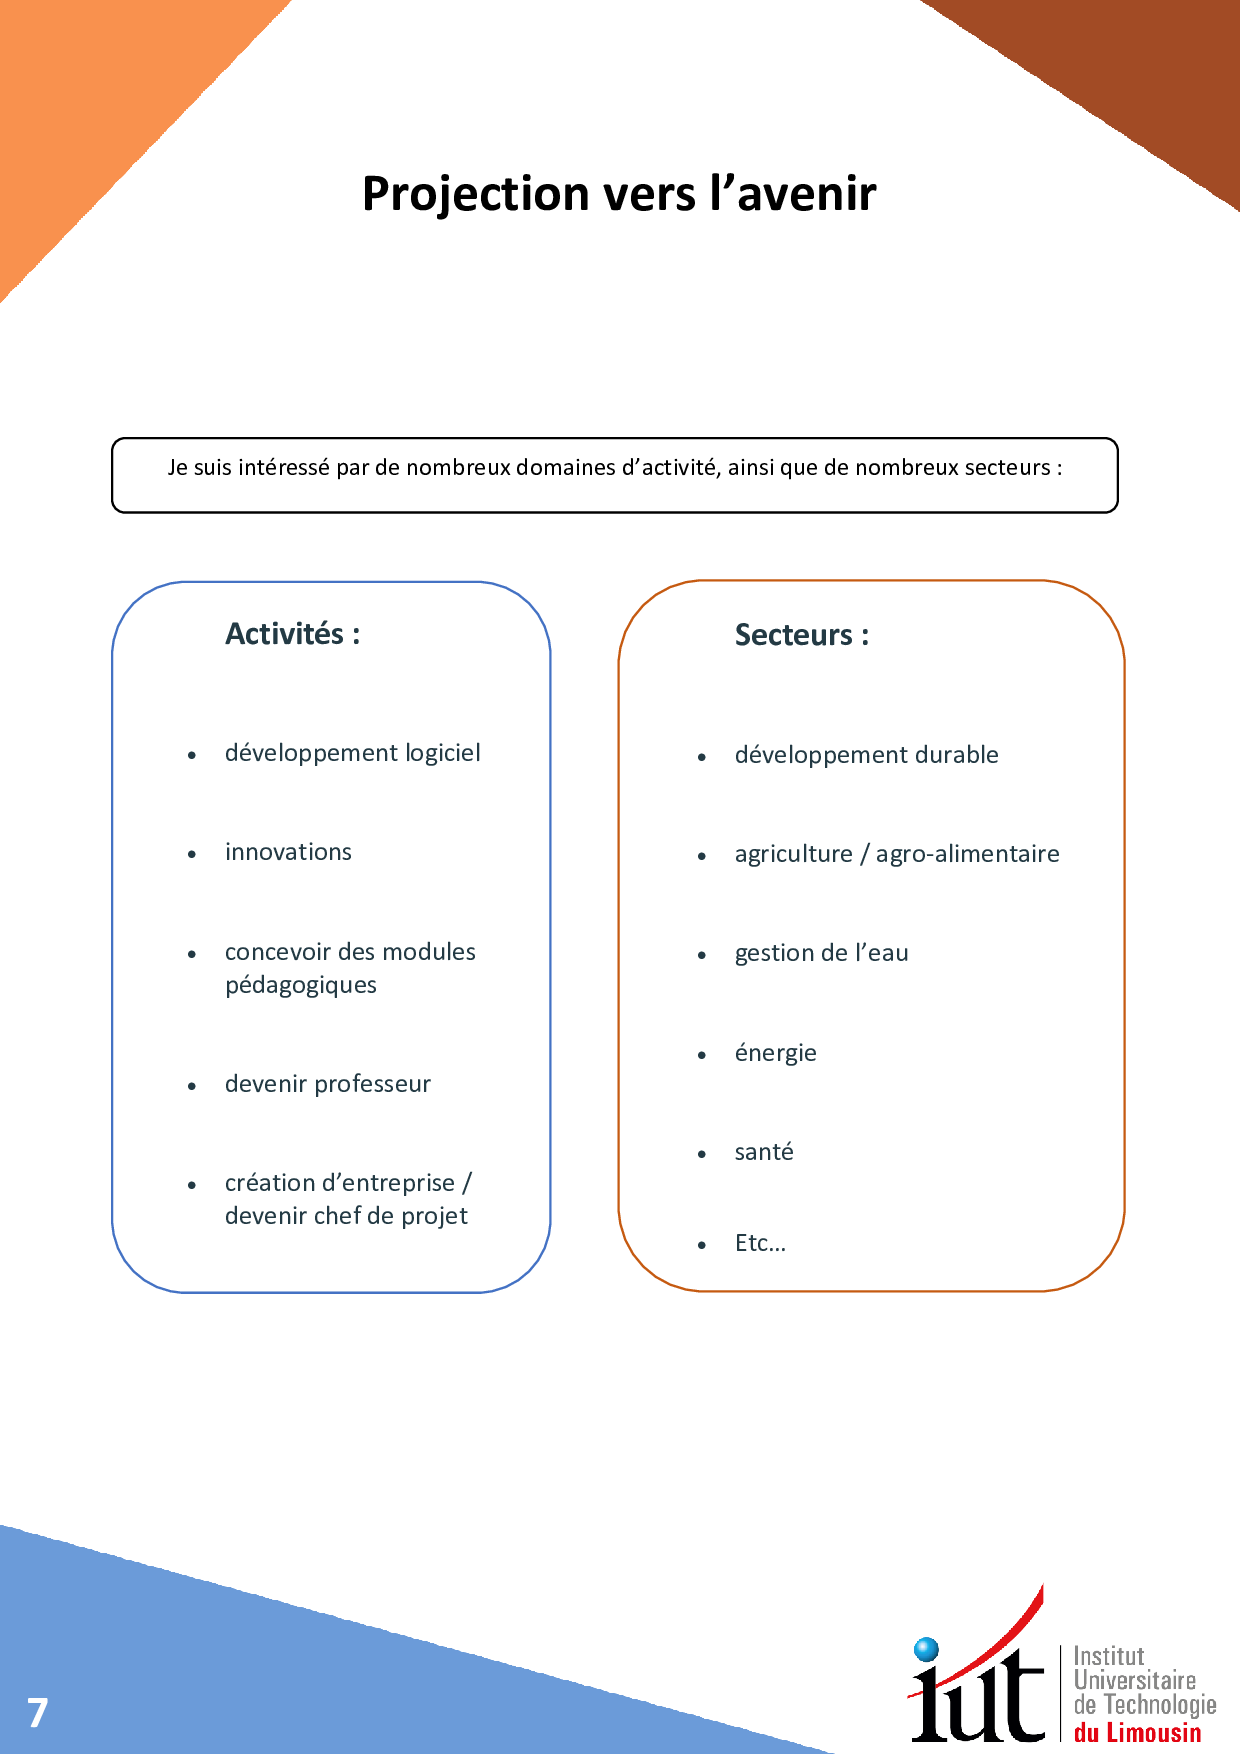 Projection vers l’avenir
Je suis intéressé par de nombreux domaines d’activité, ainsi que de nombreux secteurs :
Activités :
• développement logiciel
• innovations
• concevoir des modules
pédagogiques
• devenir professeur
• création d’entreprise /
devenir chef de projet
Secteurs :
• développement durable
• agriculture / agro-alimentaire
• gestion de l’eau
• énergie
• santé
• Etc...
7
iut
Institut
Universitaire
de Technologie
du Limousin